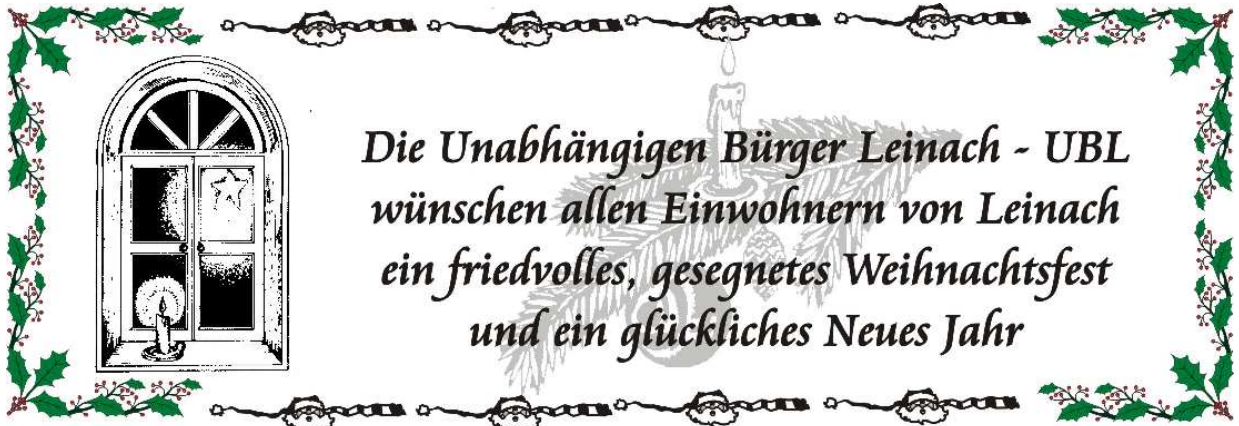 Die Unabhängigen Bürger Leinach - UBL
wünschen allen Einwohnern von Leinach
ein friedvolles, gesegnetes Weihnachtsfest
und ein glückliches Neues Jahr